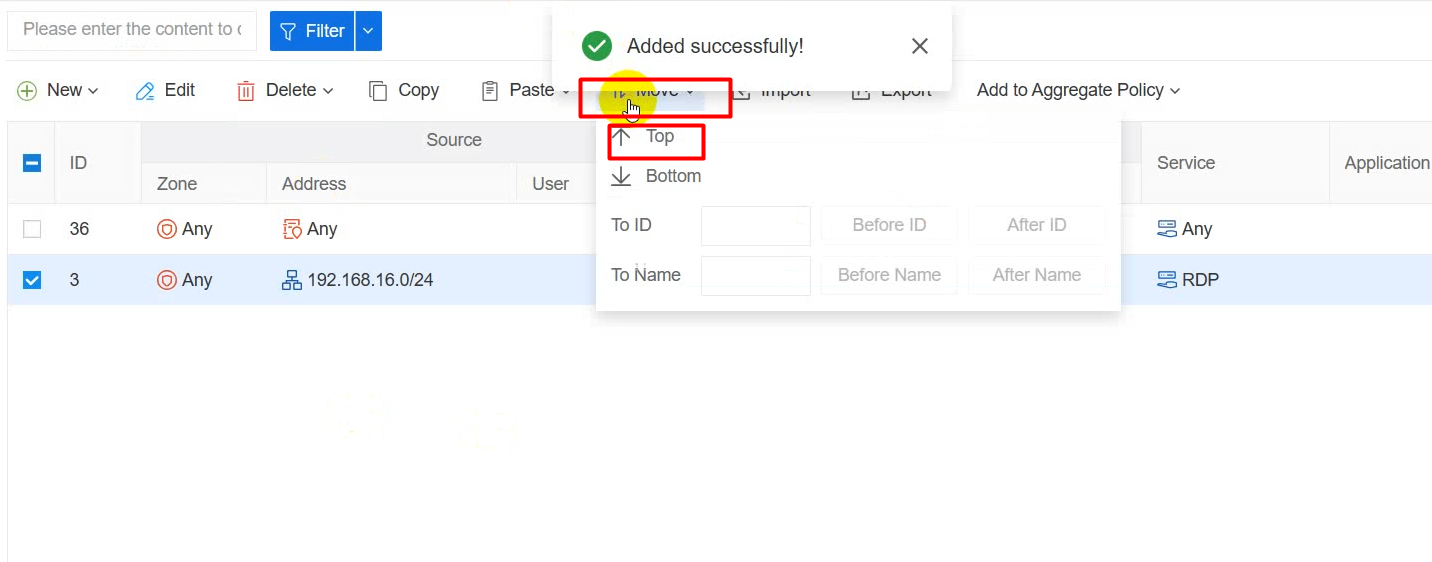 Please enter the content to
Filter
Added successfully!
New Edit Delete Copy Paste Move Import Export Add to Aggregate Policy
ID Source Service Application
Zone Address User
36 Any Any Any
3 Any 192.168.16.0/24 RDP
Top
Bottom
To ID Before ID After ID
To Name Before Name After Name